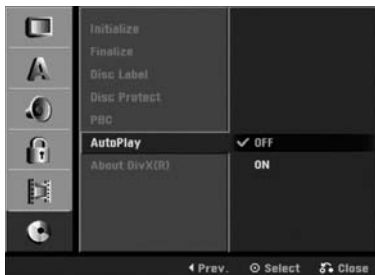 Initialize
Finalize
Disc Label
Disc Protect
PBC
AutoPlay
OFF
About DivX(R)
ON
Prev.
Select
Close